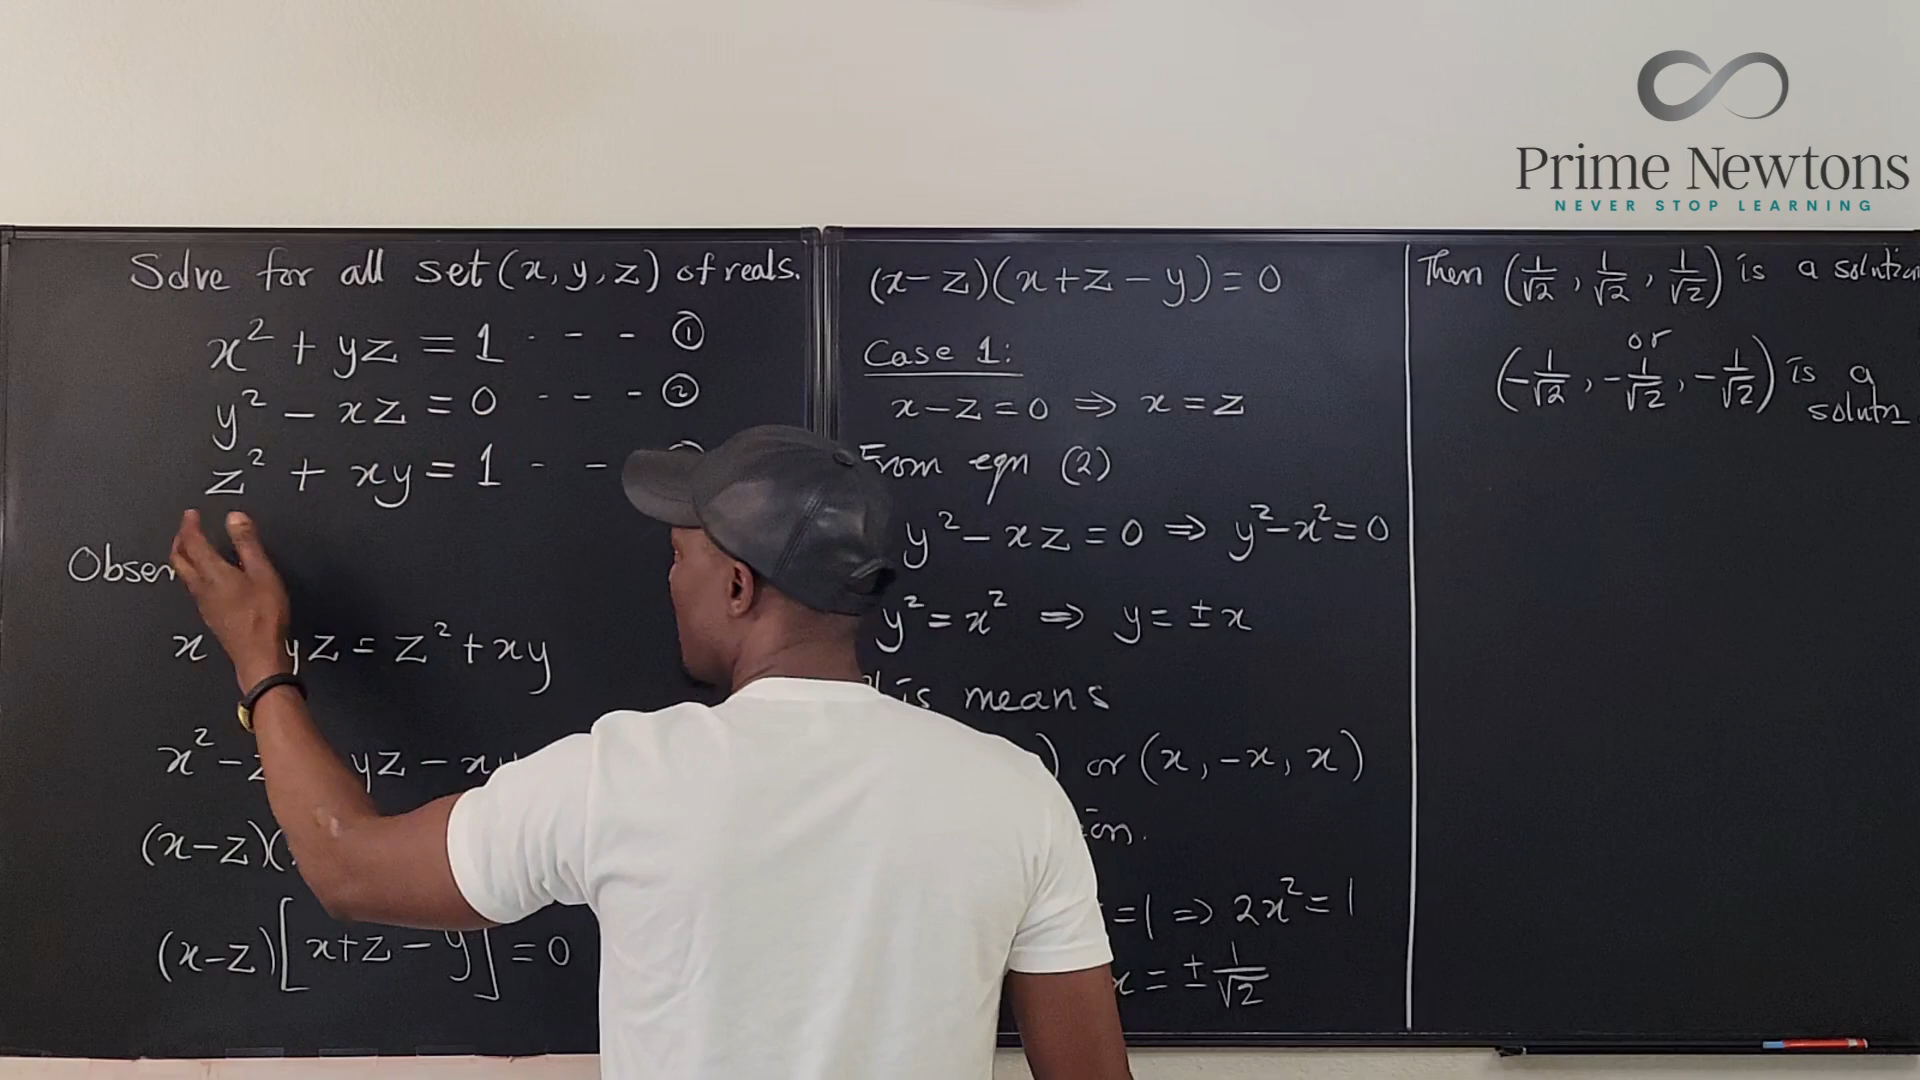 Prime Newtons
NEVER STOP LEARNING
Solve for all set (x, y, z) of reals.
x² + yz = 1 - - - ①
y² - xz = 0 - - - ②
z² + xy = 1 - -
Obser
x yz = z² + xy
x² - z yz - xy
(x-z)(
(x-z)[x+z-y] = 0
(x-z)(x+z-y) = 0
Case 1:
x-z=0 ⇒ x=z
From eqn (2)
y² - xz = 0 ⇒ y²-x²=0
y² = x² ⇒ y = ±x
is means
) or (x, -x, x)
ion.
=1 ⇒ 2x²=1
x = ± 1/√2
Then (1/√2, 1/√2, 1/√2) is a solution
or
(-1/√2, -1/√2, -1/√2) is a
solutn